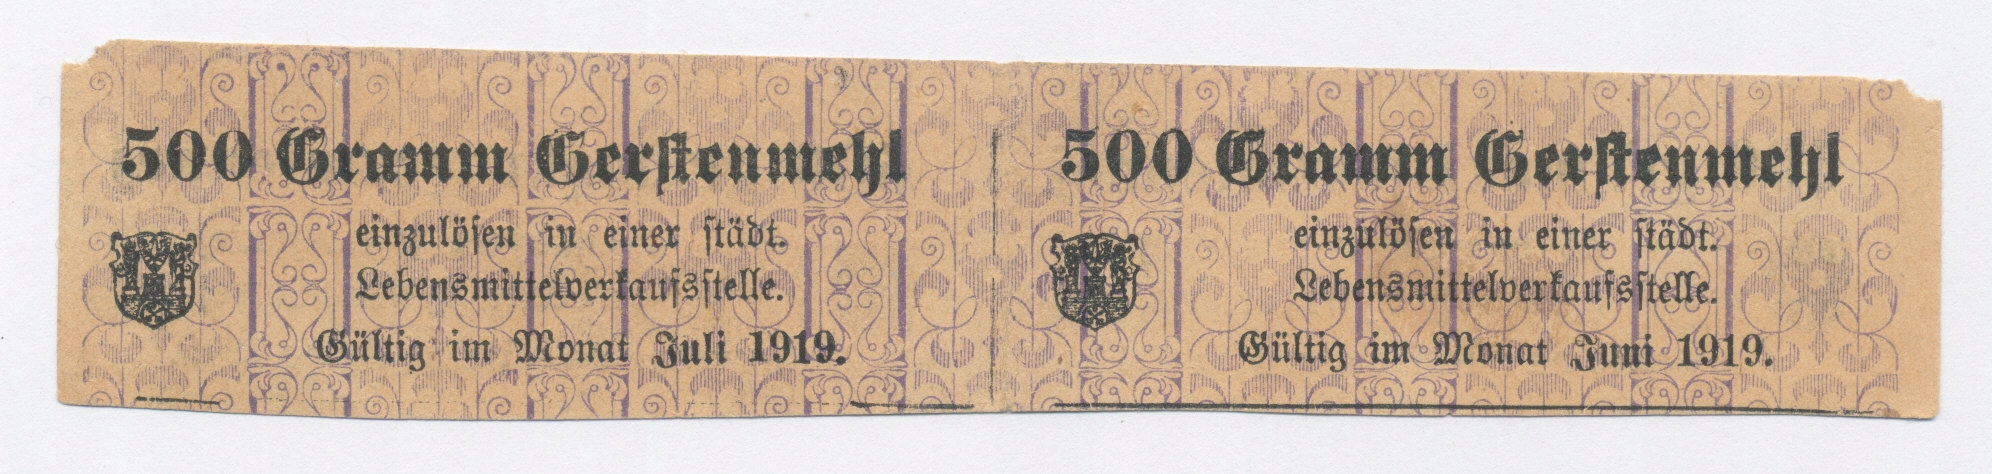 500 Gramm Gerstenmehl
einzulösen in einer städt.
Lebensmittelverkaufsstelle.
Gültig im Monat Juli 1919.
500 Gramm Gerstenmehl
einzulösen in einer städt.
Lebensmittelverkaufsstelle.
Gültig im Monat Juni 1919.